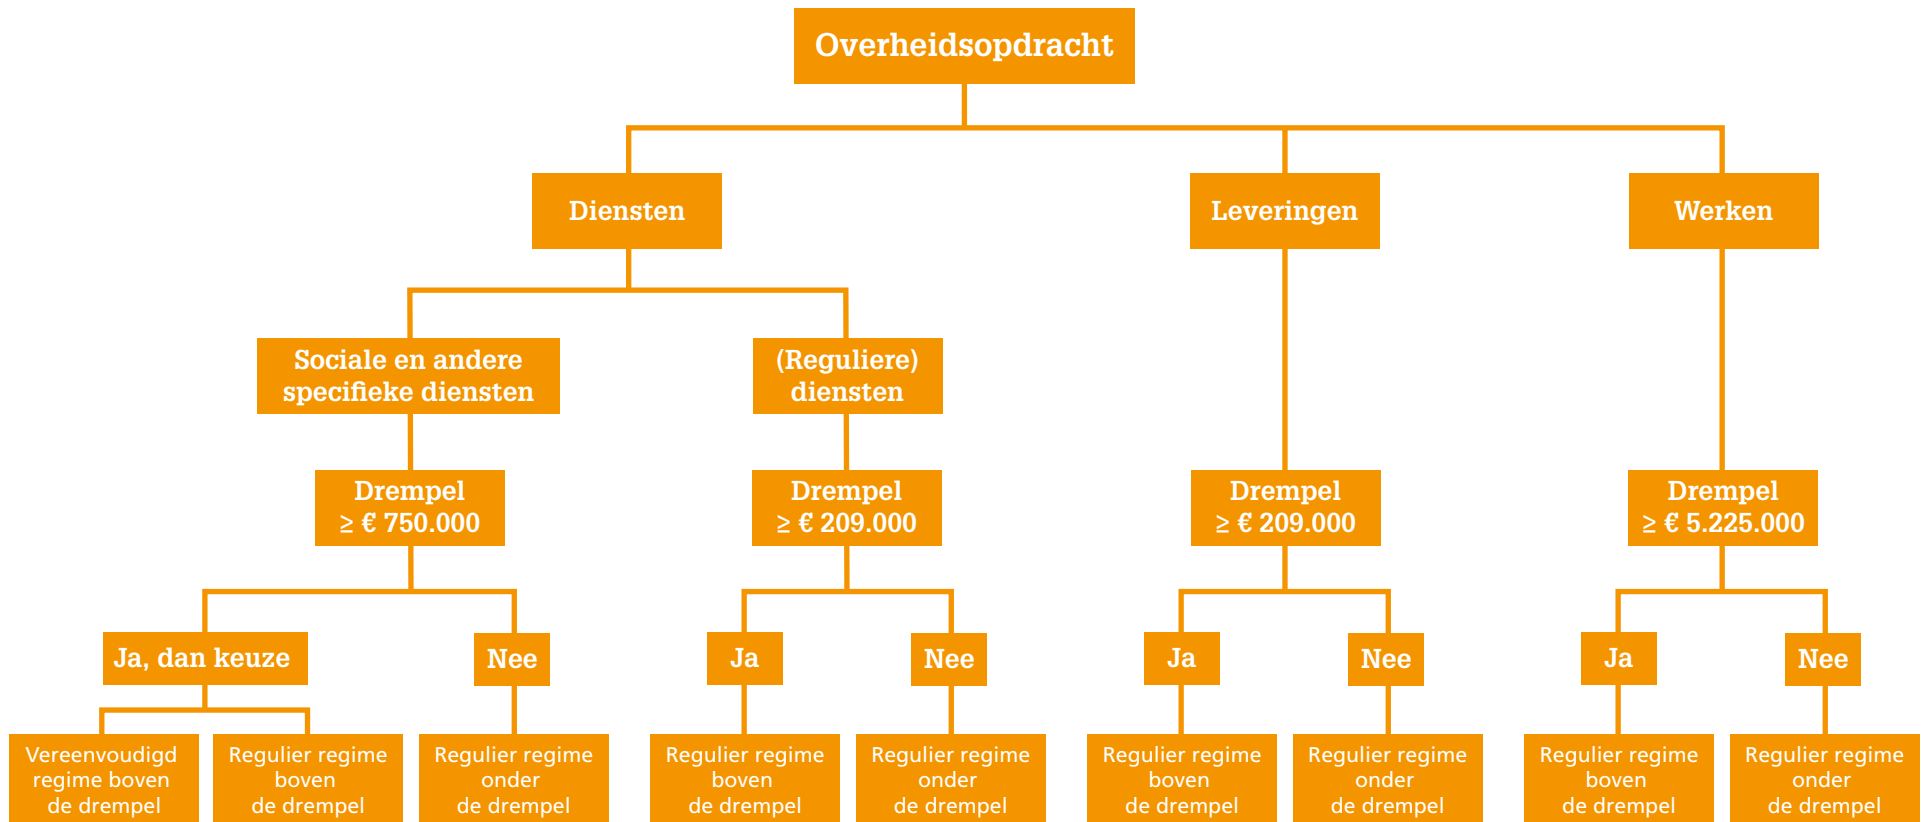 Overheidsopdracht
Diensten
Leveringen
Werken
Sociale en andere
specifieke diensten
(Reguliere)
diensten
Drempel
≥ € 750.000
Drempel
≥ € 209.000
Drempel
≥ € 209.000
Drempel
≥ € 5.225.000
Ja, dan keuze
Nee
Ja
Nee
Ja
Nee
Ja
Nee
Vereenvoudigd
regime boven
de drempel
Regulier regime
boven
de drempel
Regulier regime
onder
de drempel
Regulier regime
boven
de drempel
Regulier regime
onder
de drempel
Regulier regime
boven
de drempel
Regulier regime
onder
de drempel
Regulier regime
boven
de drempel
Regulier regime
onder
de drempel